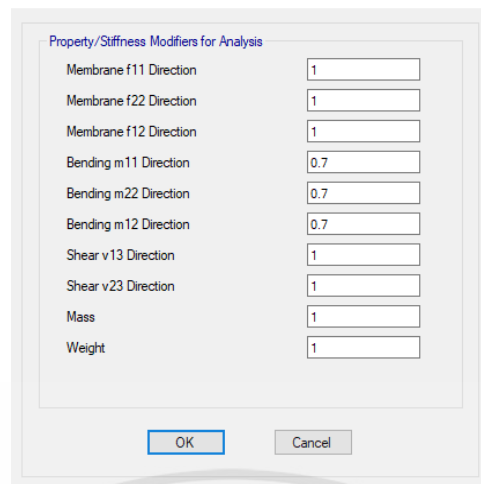 Property/Stiffness Modifiers for Analysis
Membrane f11 Direction 1
Membrane f22 Direction 1
Membrane f12 Direction 1
Bending m11 Direction 0.7
Bending m22 Direction 0.7
Bending m12 Direction 0.7
Shear v13 Direction 1
Shear v23 Direction 1
Mass 1
Weight 1
OK Cancel